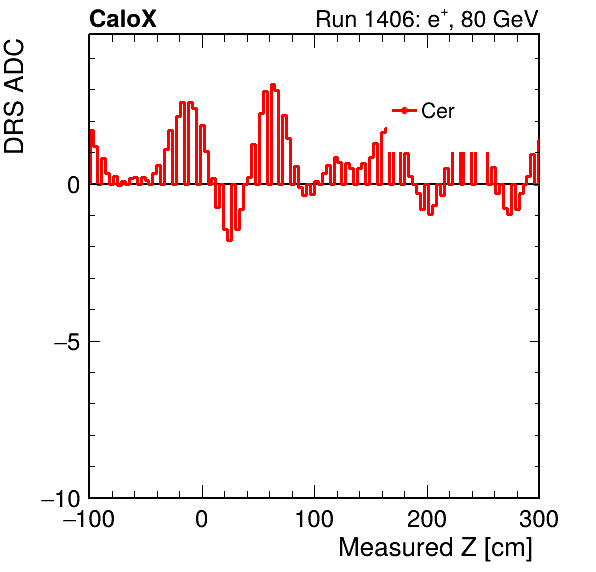 CaloX Run 1406: e⁺, 80 GeV
DRS ADC
Cer
0
−5
−10
−100 0 100 200 300
Measured Z [cm]